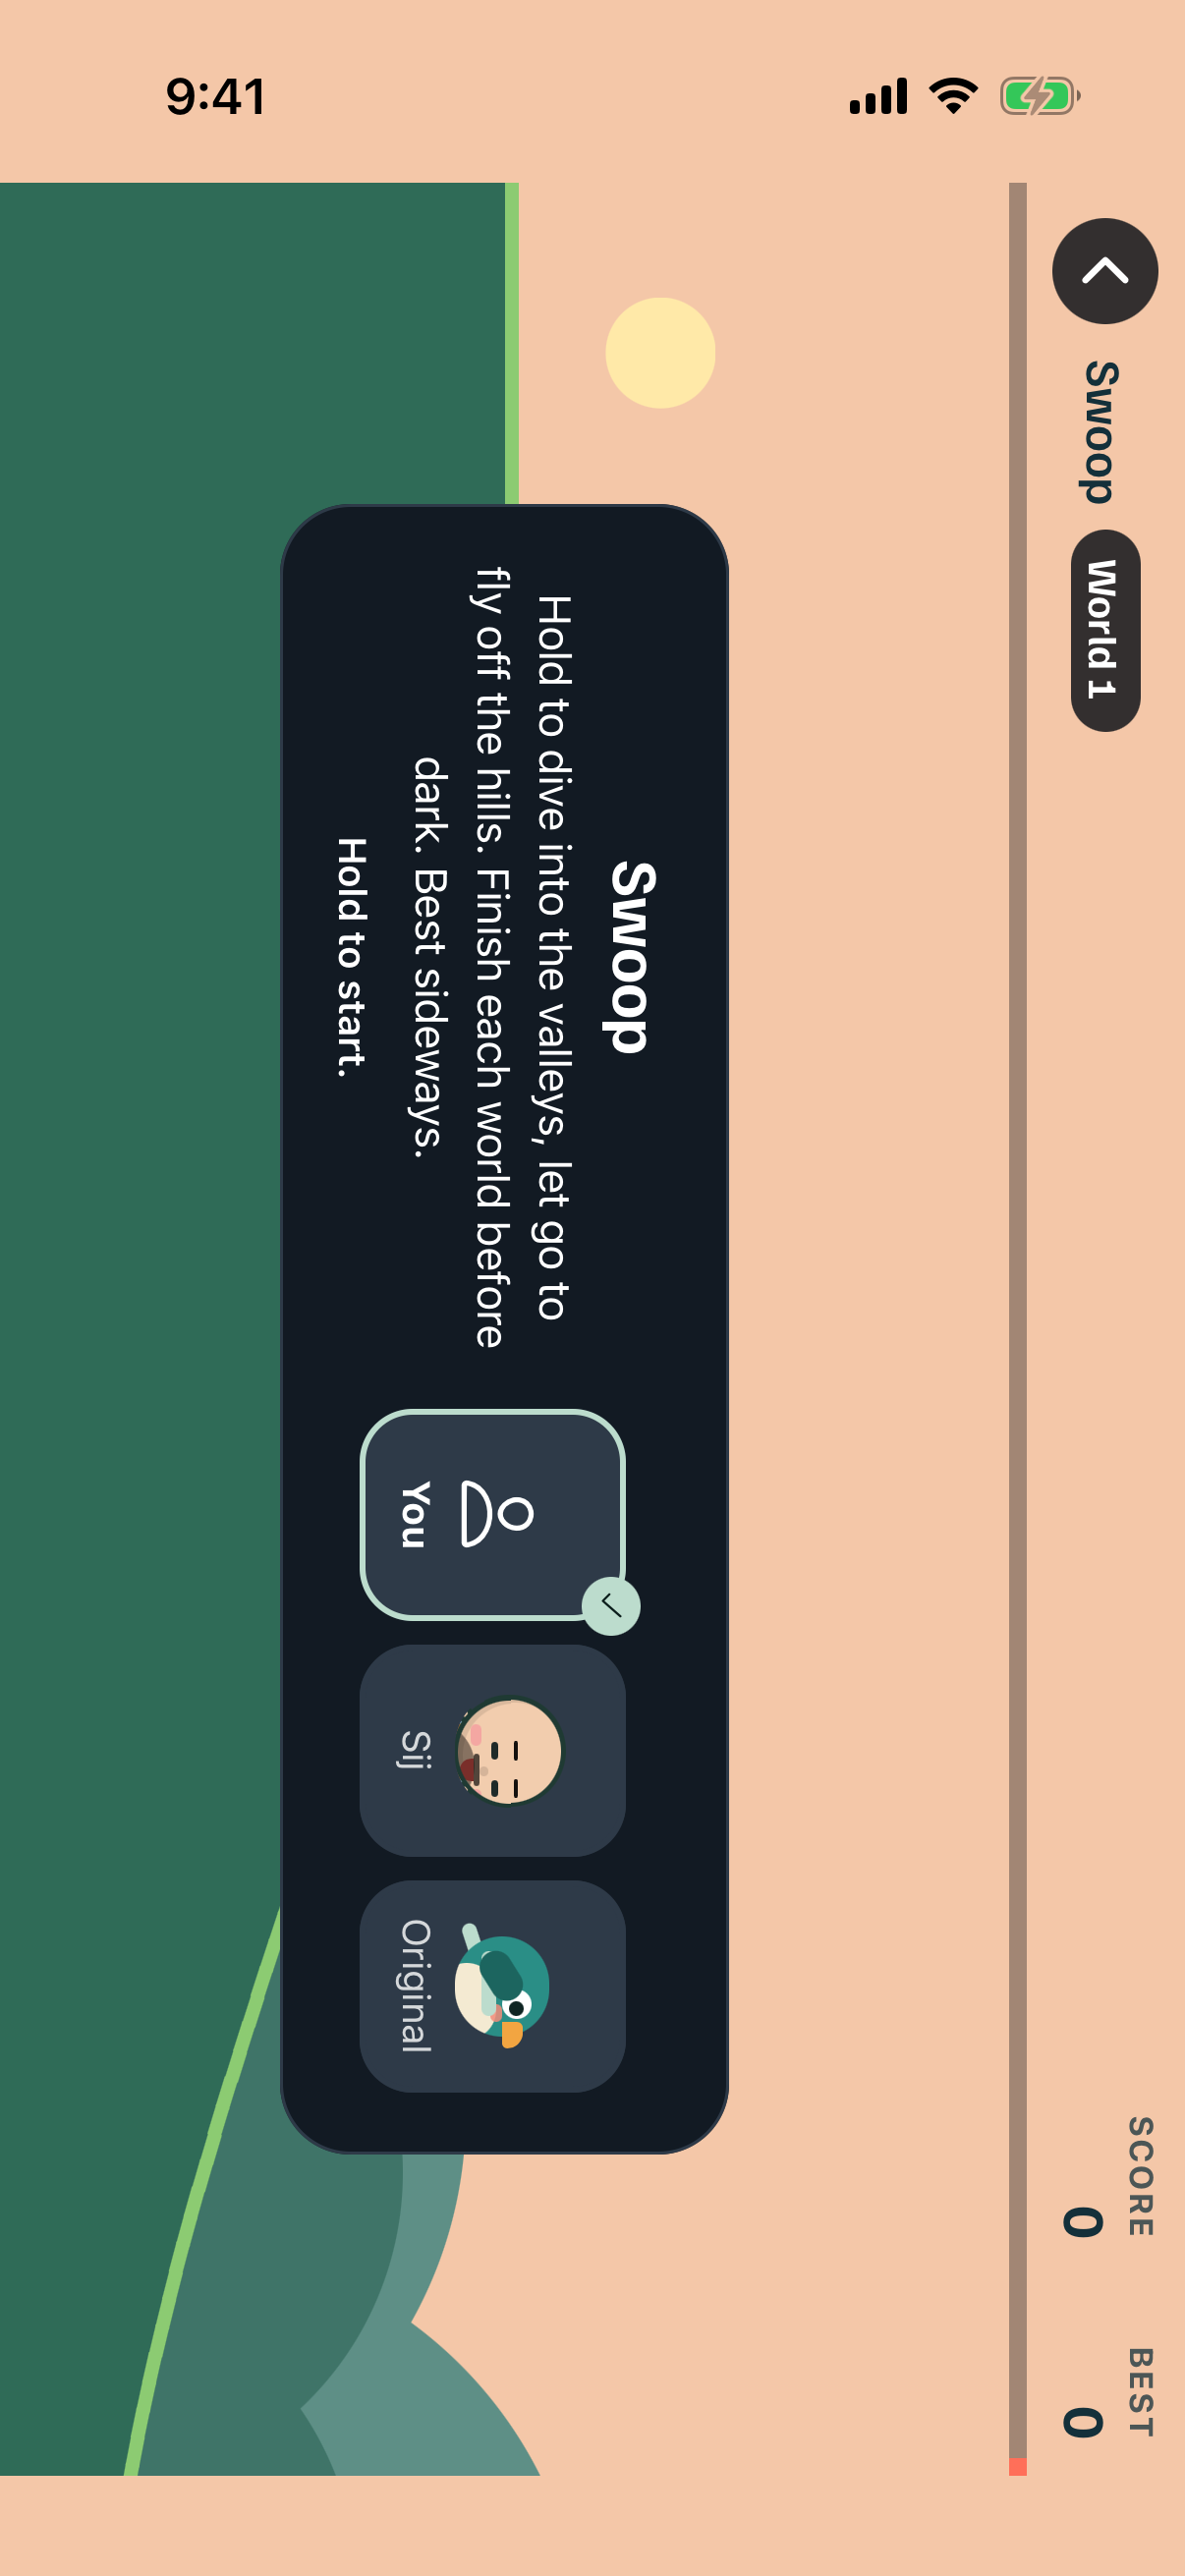 9:41
Swoop
World 1
SCORE
0
BEST
0
Swoop
Hold to dive into the valleys, let go to
fly off the hills. Finish each world before
dark. Best sideways.
Hold to start.
You
Sij
Original